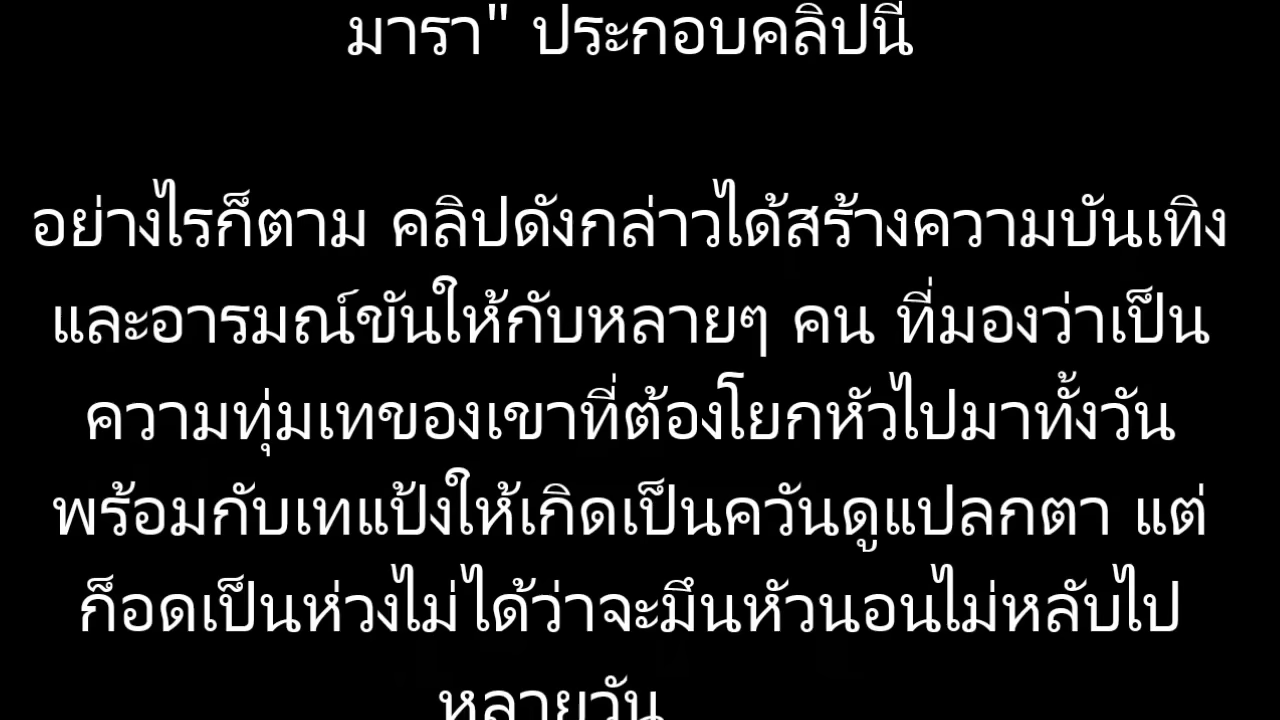 มารา" ประกอบคลิปนี้
อย่างไรก็ตาม คลิปดังกล่าวได้สร้างความบันเทิง
และอารมณ์ขันให้กับหลายๆ คน ที่มองว่าเป็น
ความทุ่มเทของเขาที่ต้องโยกหัวไปมาทั้งวัน
พร้อมกับเทแป้งให้เกิดเป็นควันดูแปลกตา แต่
ก็อดเป็นห่วงไม่ได้ว่าจะมึนหัวนอนไม่หลับไป
หลายวัน